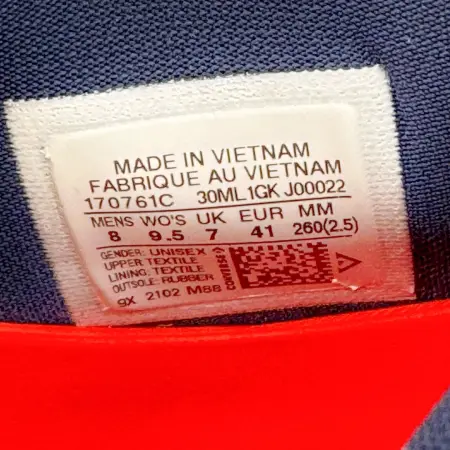 MADE IN VIETNAM
FABRIQUE AU VIETNAM
170761C 30ML1GK J00022
MENS WO'S UK EUR MM
8 9.5 7 41 260(2.5)
GENDER: UNISEX
UPPER: TEXTILE
LINING: TEXTILE
OUTSOLE: RUBBER
9X 2102 M88
CONVERSE